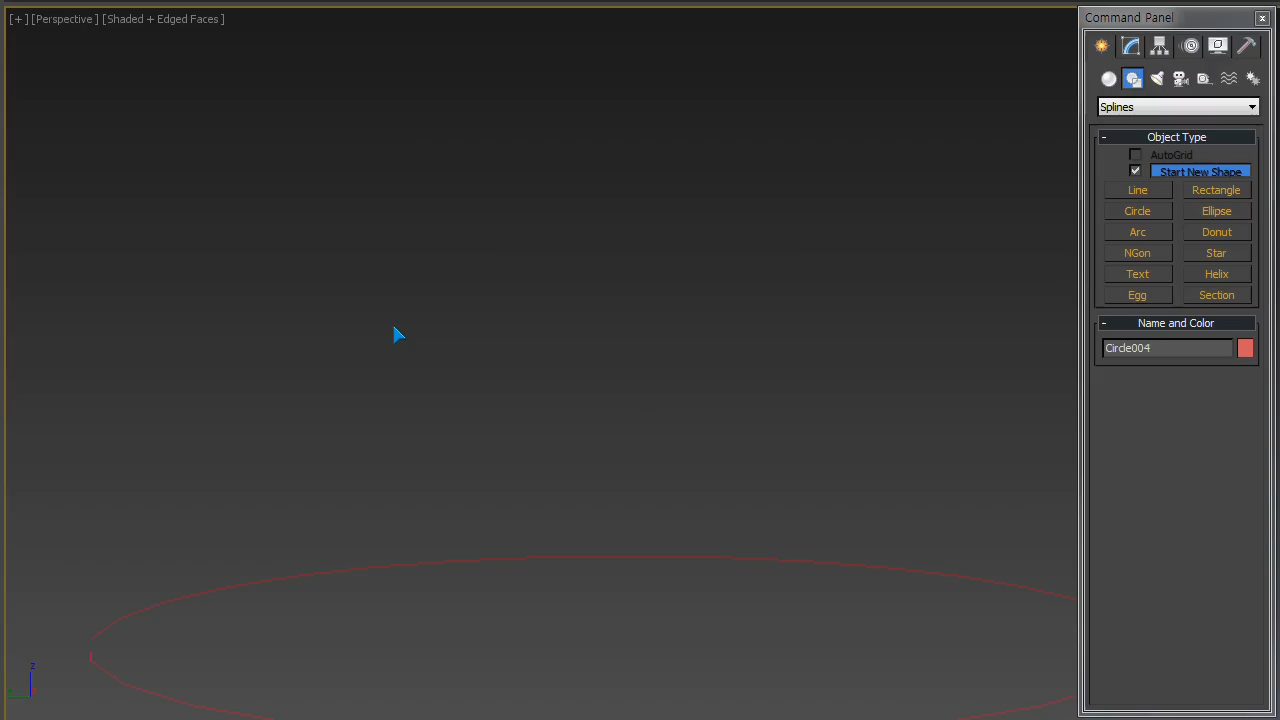 [+] [Perspective] [Shaded + Edged Faces]
Command Panel
Splines
- Object Type
AutoGrid
Start New Shape
Line Rectangle
Circle Ellipse
Arc Donut
NGon Star
Text Helix
Egg Section
- Name and Color
Circle004
z